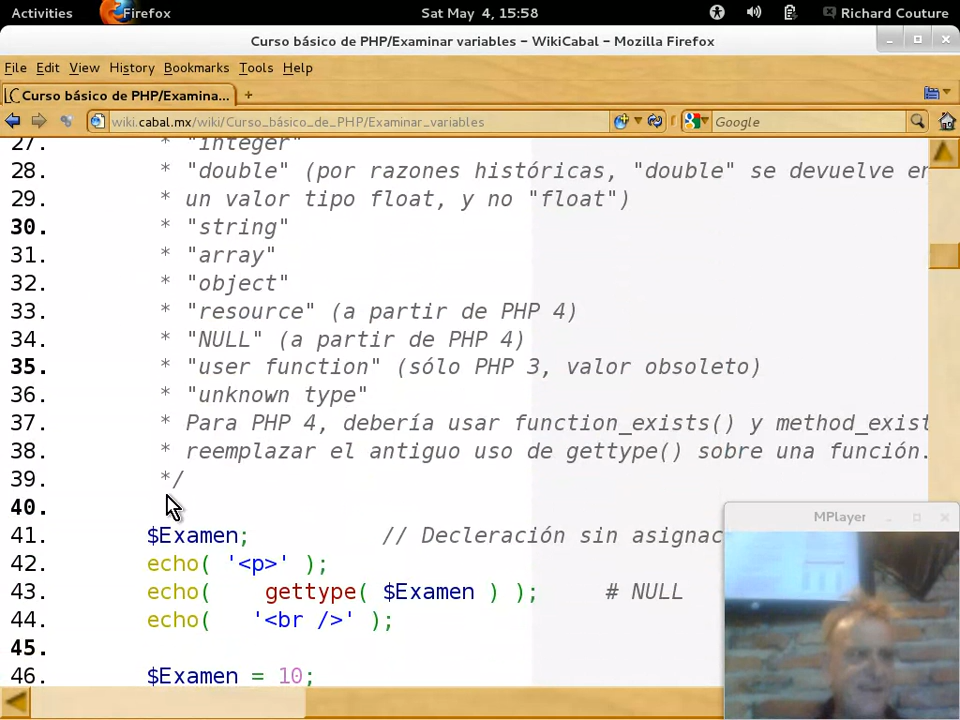 Activities Firefox Sat May 4, 15:58 Richard Couture
Curso básico de PHP/Examinar variables - WikiCabal - Mozilla Firefox
File Edit View History Bookmarks Tools Help
Curso básico de PHP/Examina... +
wiki.cabal.mx/wiki/Curso_básico_de_PHP/Examinar_variables Google
27. * "integer"
28. * "double" (por razones históricas, "double" se devuelve en
29. * un valor tipo float, y no "float")
30. * "string"
31. * "array"
32. * "object"
33. * "resource" (a partir de PHP 4)
34. * "NULL" (a partir de PHP 4)
35. * "user function" (sólo PHP 3, valor obsoleto)
36. * "unknown type"
37. * Para PHP 4, debería usar function_exists() y method_exist
38. * reemplazar el antiguo uso de gettype() sobre una función.
39. */
40.
41. $Examen; // Decleración sin asignac
42. echo( '<p>' );
43. echo( gettype( $Examen ) ); # NULL
44. echo( '<br />' );
45.
46. $Examen = 10;
MPlayer